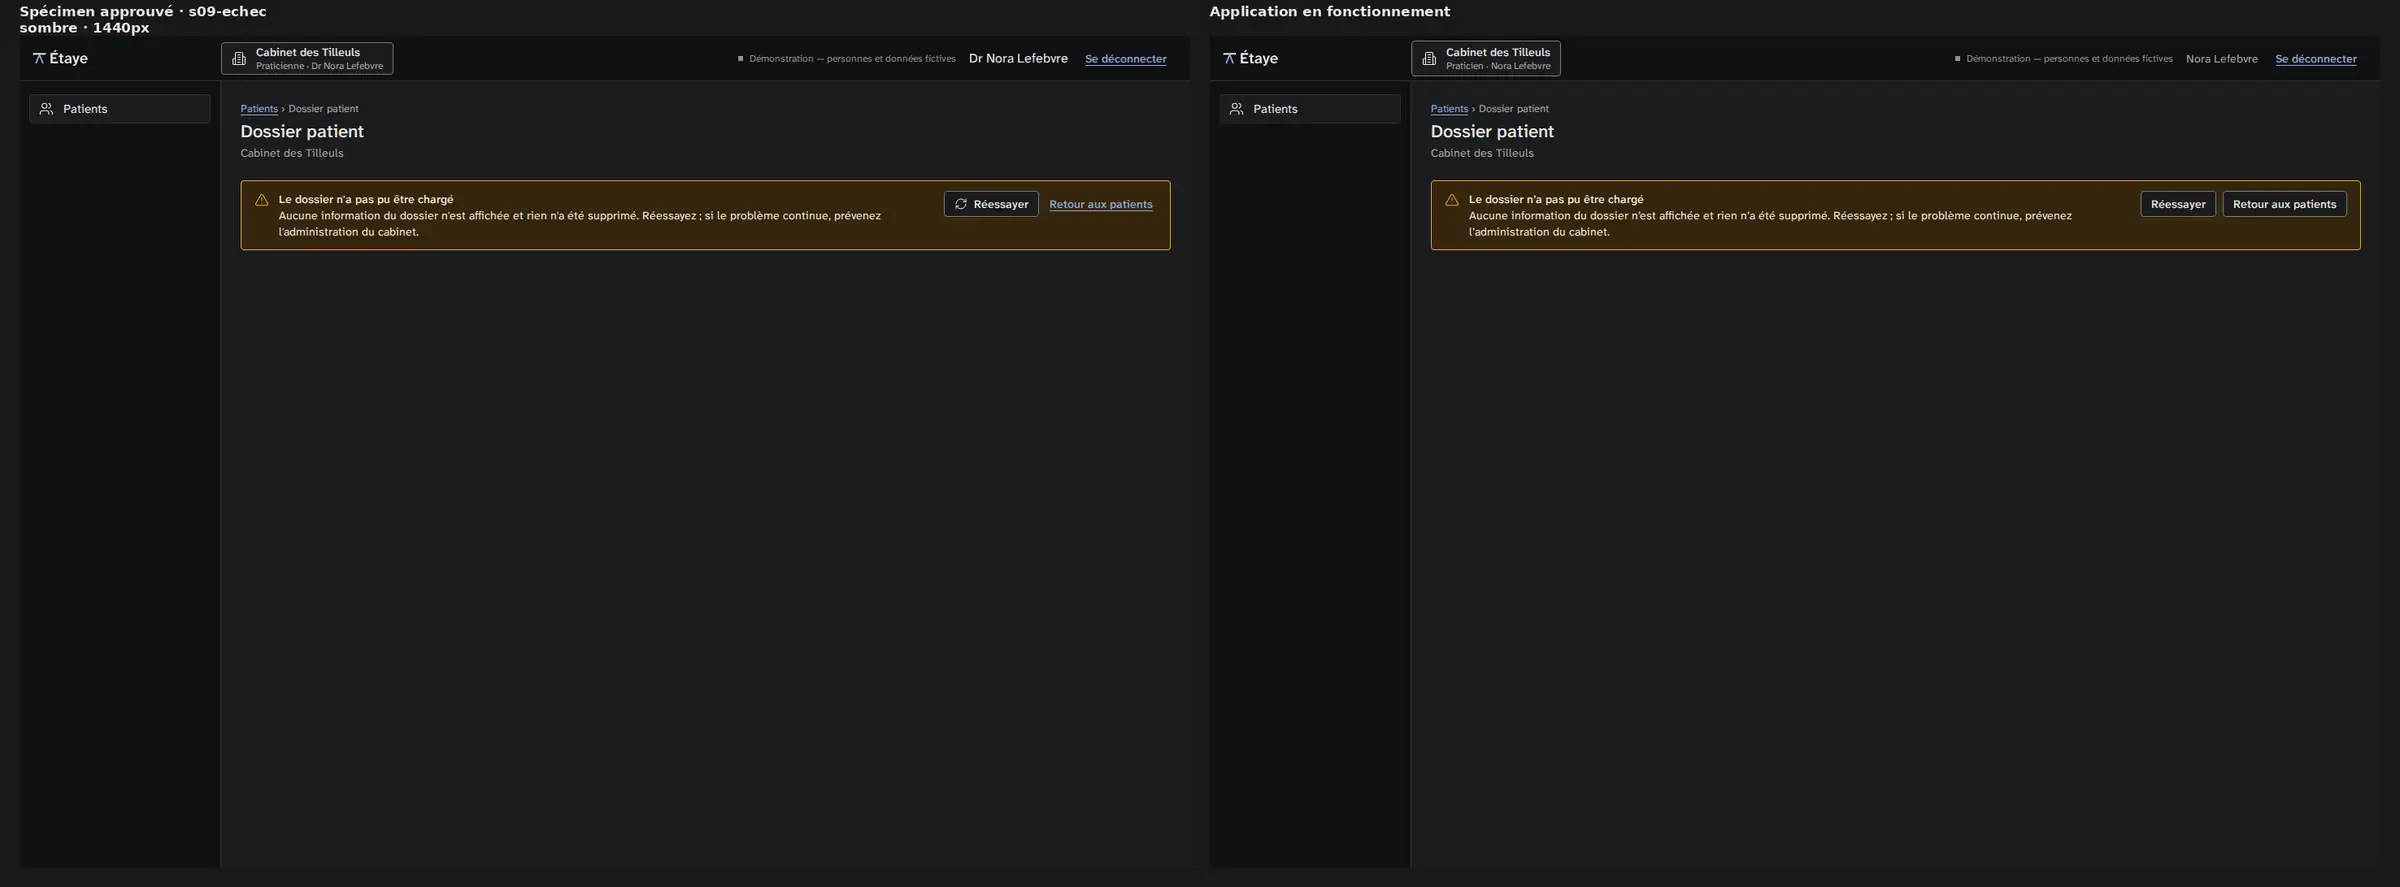 Spécimen approuvé · s09-echec
sombre · 1440px
Étaye
Cabinet des Tilleuls
Praticienne · Dr Nora Lefebvre
Démonstration — personnes et données fictives
Dr Nora Lefebvre
Se déconnecter
Patients
Patients › Dossier patient
Dossier patient
Cabinet des Tilleuls
Le dossier n'a pas pu être chargé
Aucune information du dossier n'est affichée et rien n'a été supprimé. Réessayez ; si le problème continue, prévenez
l'administration du cabinet.
Réessayer
Retour aux patients
Application en fonctionnement
Étaye
Cabinet des Tilleuls
Praticien · Nora Lefebvre
Démonstration — personnes et données fictives
Nora Lefebvre
Se déconnecter
Patients
Patients › Dossier patient
Dossier patient
Cabinet des Tilleuls
Le dossier n’a pas pu être chargé
Aucune information du dossier n’est affichée et rien n’a été supprimé. Réessayez ; si le problème continue, prévenez
l’administration du cabinet.
Réessayer
Retour aux patients